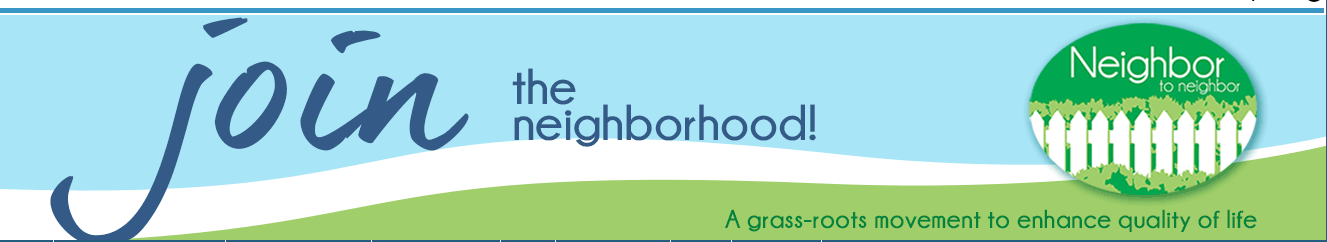 join
the
neighborhood!
Neighbor
to neighbor
A grass-roots movement to enhance quality of life